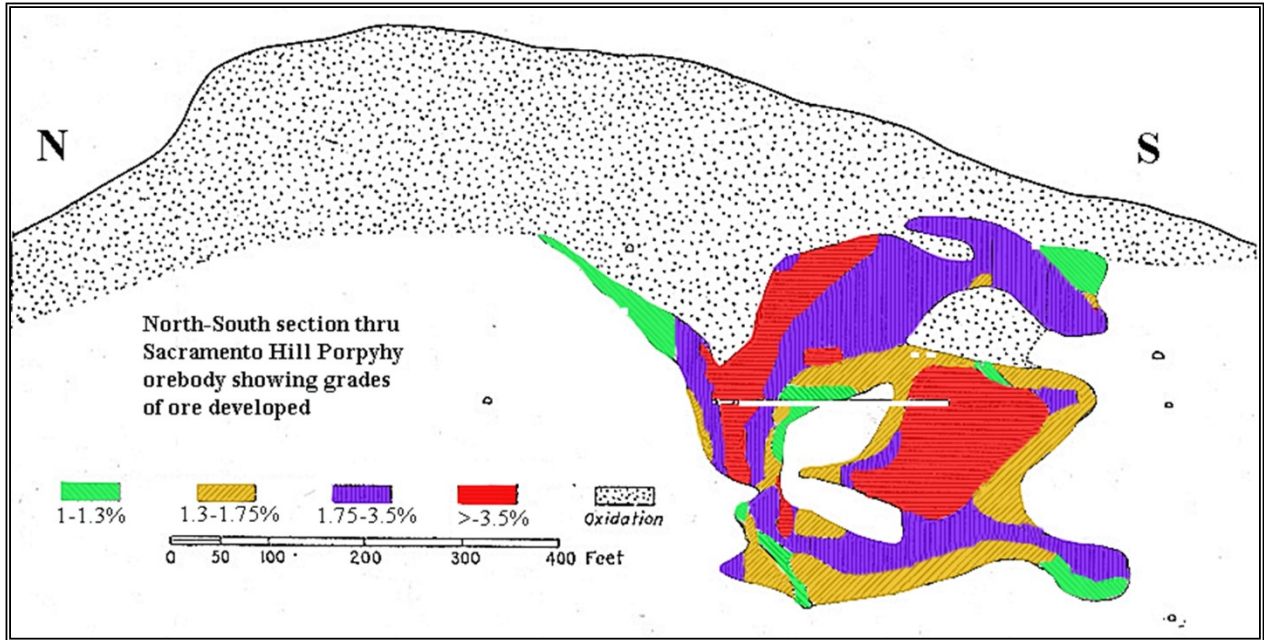 N
S
North-South section thru
Sacramento Hill Porpyhy
orebody showing grades
of ore developed
1-1.3%
1.3-1.75%
1.75-3.5%
>-3.5%
Oxidation
0 50 100 200 300 400 Feet